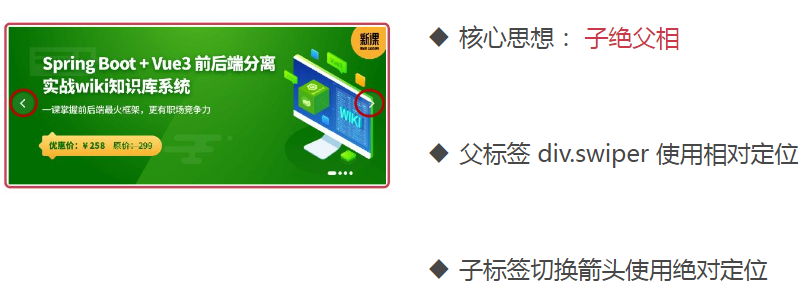 新课
Spring Boot + Vue3 前后端分离
实战wiki知识库系统
一课掌握前后端最火框架，更有职场竞争力
优惠价：￥258 原价：299
WIKI
◆ 核心思想： 子绝父相
◆ 父标签 div.swiper 使用相对定位
◆ 子标签切换箭头使用绝对定位